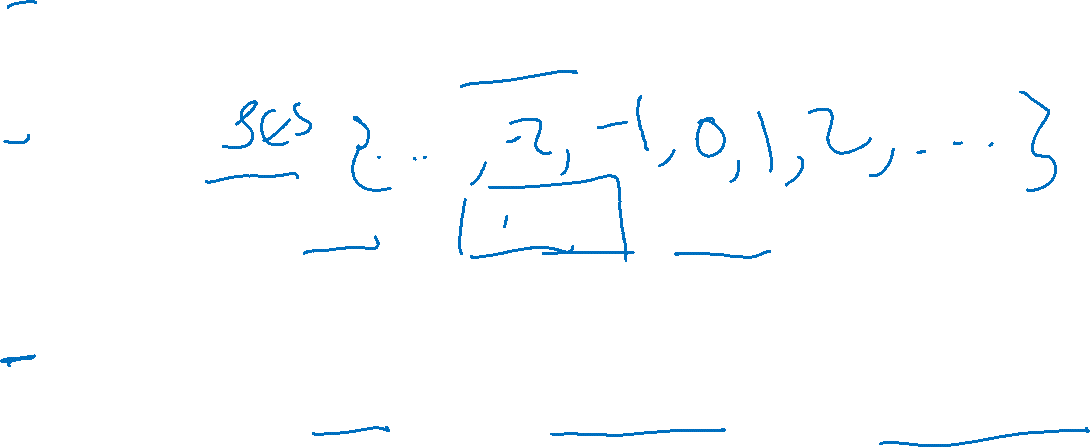 {..., -2, -1, 0, 1, 2, ...}